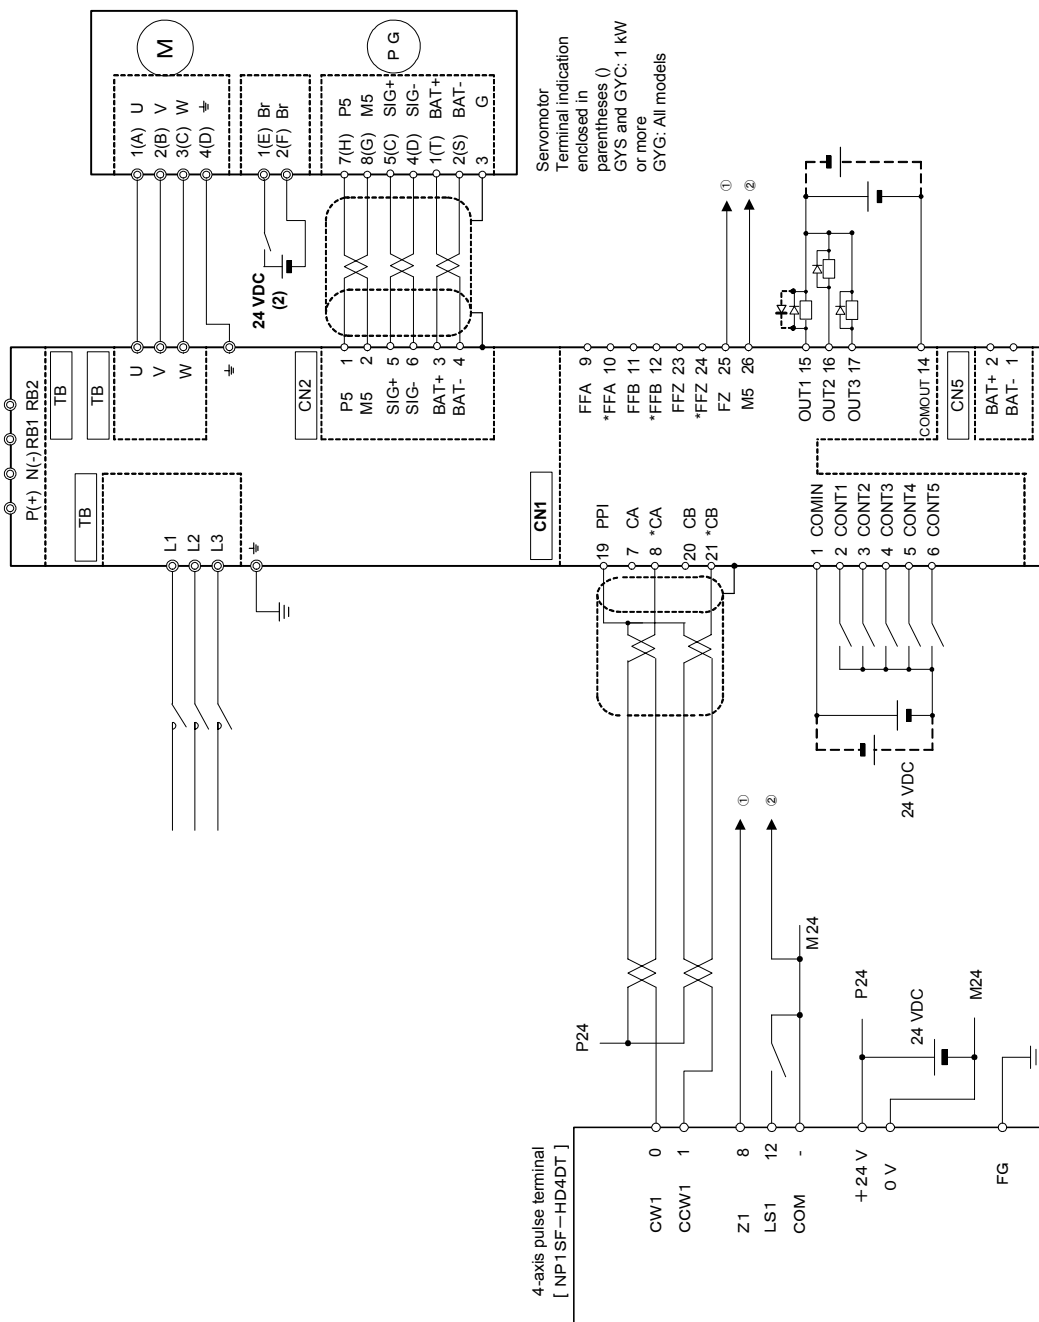 M
1(A) U
2(B) V
3(C) W
4(D)
1(E) Br
2(F) Br
PG
7(H) P5
8(G) M5
5(C) SIG+
4(D) SIG-
1(T) BAT+
2(S) BAT-
3 G
Servomotor
Terminal indication
enclosed in
parentheses ()
GYS and GYC: 1 kW
or more
GYG: All models
24 VDC
(2)
①
②
P(+) N(-) RB1 RB2
TB
TB
TB
U
V
W
L1
L2
L3
CN2
P5 1
M5 2
SIG+ 5
SIG- 6
BAT+ 3
BAT- 4
CN1
FFA 9
*FFA 10
FFB 11
*FFB 12
FFZ 23
*FFZ 24
FZ 25
M5 26
OUT1 15
OUT2 16
OUT3 17
COMOUT 14
CN5
BAT+ 2
BAT- 1
19 PPI
7 CA
8 *CA
20 CB
21 *CB
1 COMIN
2 CONT1
3 CONT2
4 CONT3
5 CONT4
6 CONT5
24 VDC
①
②
P24
M24
P24
24 VDC
M24
4-axis pulse terminal
[ NP1SF-HD4DT ]
CW1 0
CCW1 1
Z1 8
LS1 12
COM -
+24 V
0 V
FG